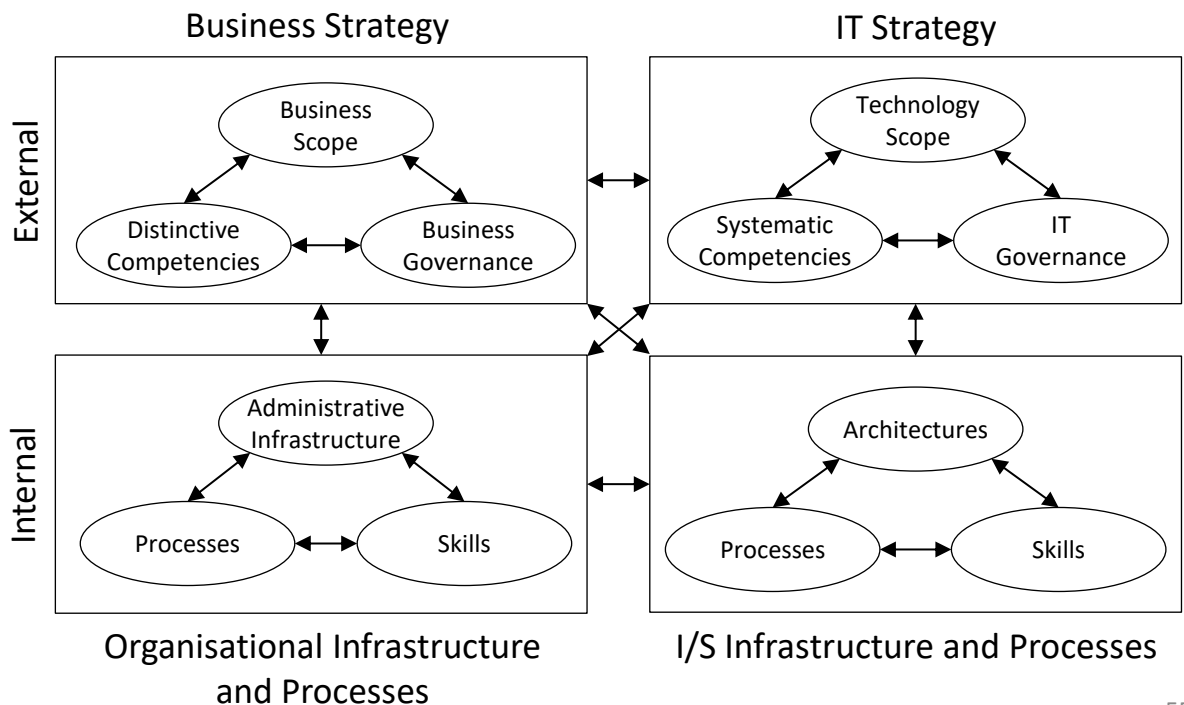 Business Strategy
IT Strategy
External
Business
Scope
Distinctive
Competencies
Business
Governance
Technology
Scope
Systematic
Competencies
IT
Governance
Internal
Administrative
Infrastructure
Processes
Skills
Architectures
Processes
Skills
Organisational Infrastructure
and Processes
I/S Infrastructure and Processes